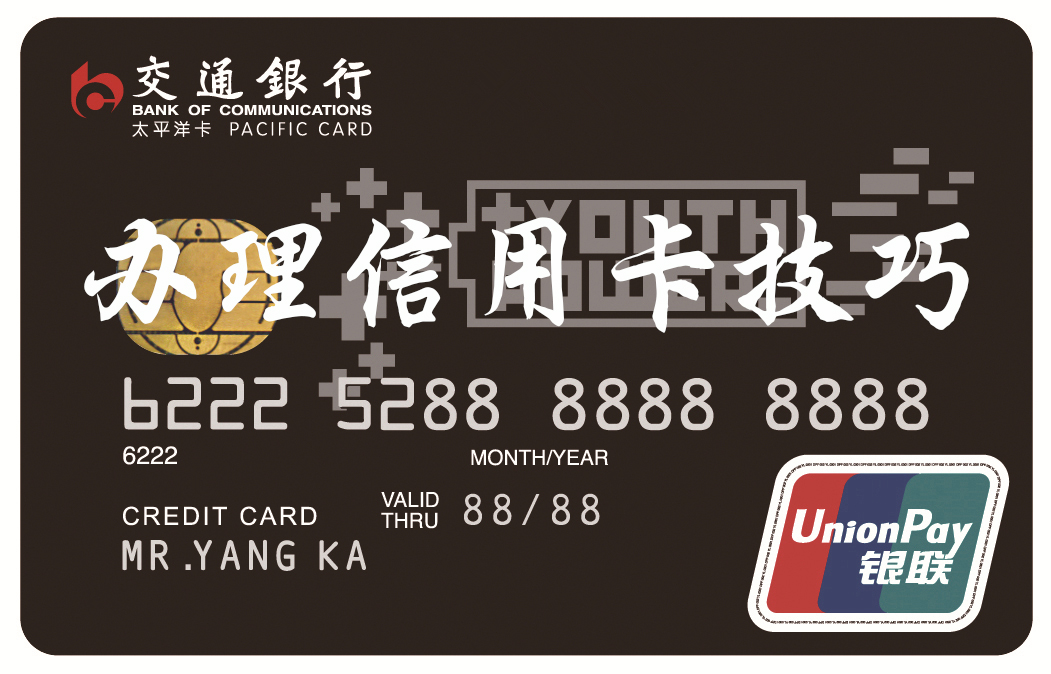 交通銀行
BANK OF COMMUNICATIONS
太平洋卡 PACIFIC CARD
YOUTH
POWER
办理信用卡技巧
6222 5288 8888 8888
6222
MONTH/YEAR
VALID THRU 88/88
CREDIT CARD
MR.YANG KA
UnionPay
银联